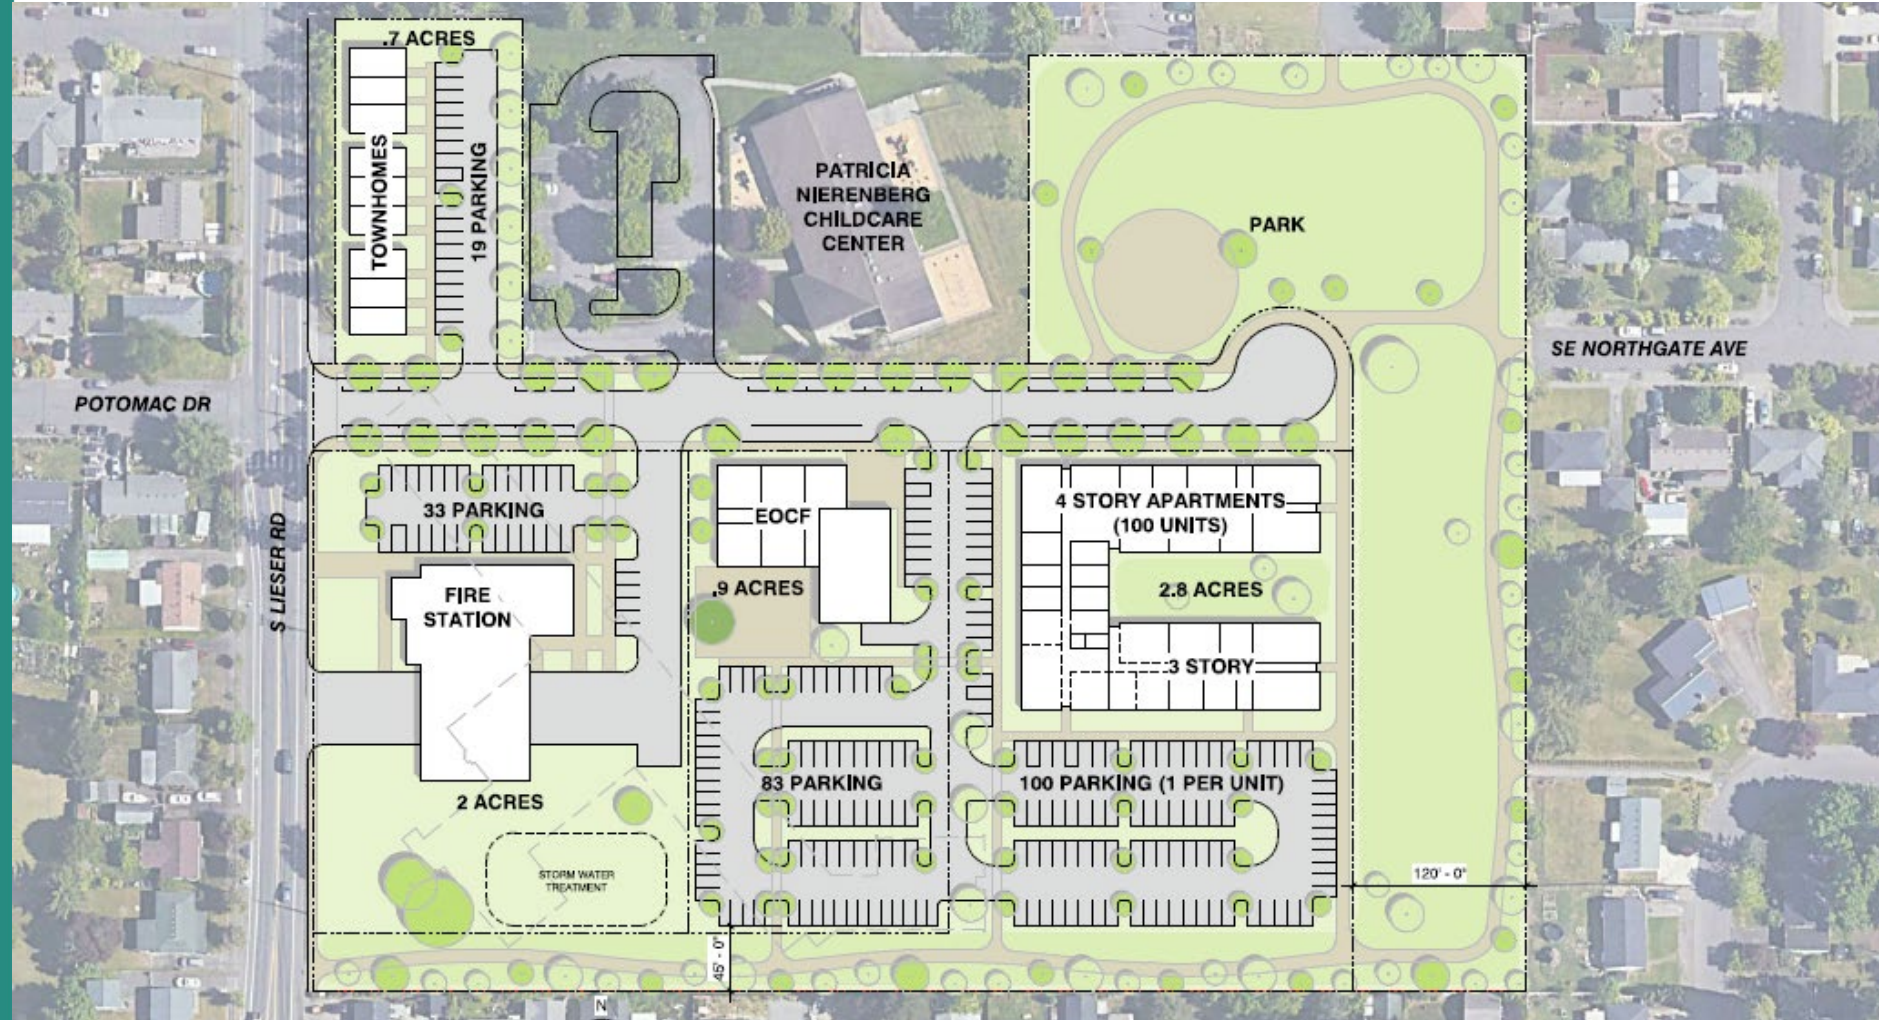 .7 ACRES
TOWNHOMES
19 PARKING
PATRICIA
NIERENBERG
CHILDCARE
CENTER
PARK
SE NORTHGATE AVE
POTOMAC DR
S LIESER RD
33 PARKING
FIRE
STATION
EOCF
.9 ACRES
4 STORY APARTMENTS
(100 UNITS)
2.8 ACRES
3 STORY
83 PARKING
100 PARKING (1 PER UNIT)
2 ACRES
STORM WATER
TREATMENT
120' - 0"
45' - 0"
N